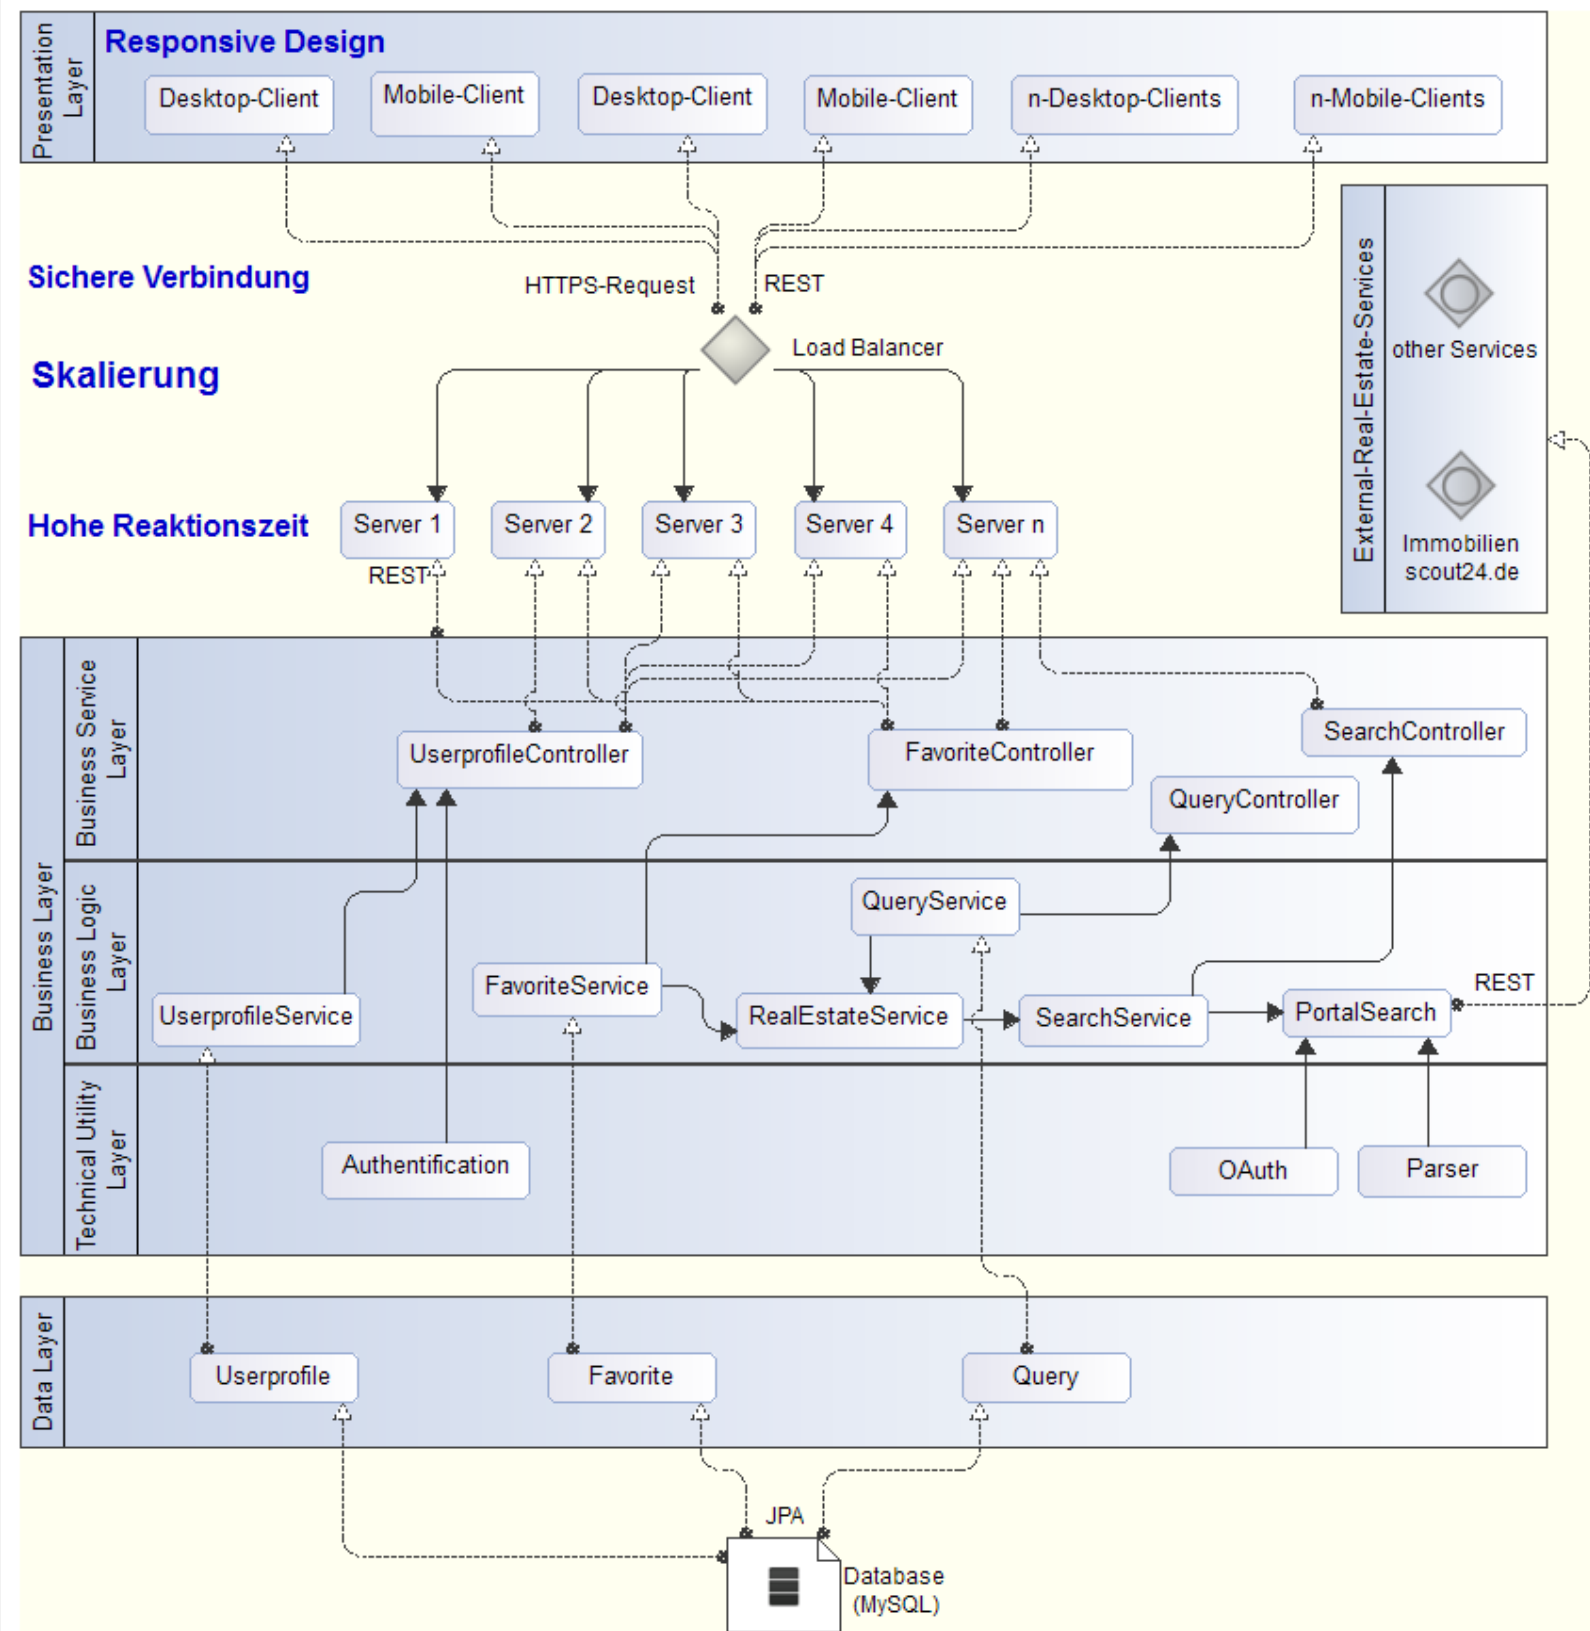 Presentation
Layer
Responsive Design
Desktop-Client
Mobile-Client
Desktop-Client
Mobile-Client
n-Desktop-Clients
n-Mobile-Clients
Sichere Verbindung
HTTPS-Request
REST
Skalierung
Load Balancer
External-Real-Estate-Services
other Services
Immobilien
scout24.de
Hohe Reaktionszeit
Server 1
Server 2
Server 3
Server 4
Server n
REST
Business Layer
Business Service
Layer
UserprofileController
FavoriteController
SearchController
QueryController
Business Logic
Layer
QueryService
FavoriteService
UserprofileService
RealEstateService
SearchService
PortalSearch
REST
Technical Utility
Layer
Authentification
OAuth
Parser
Data Layer
Userprofile
Favorite
Query
JPA
Database
(MySQL)